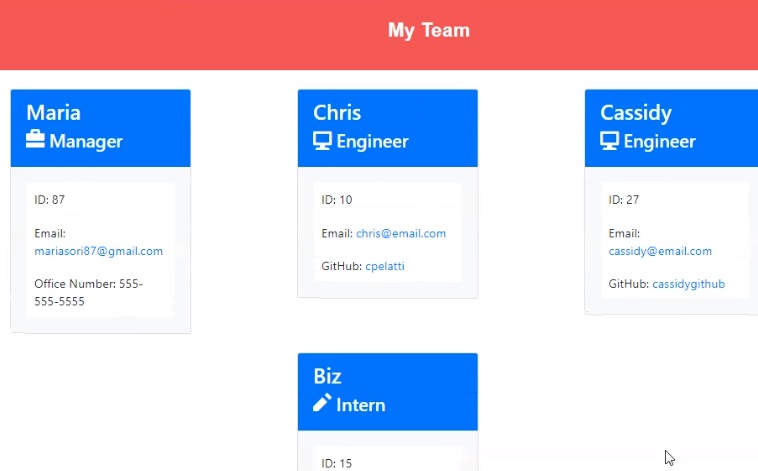 My Team
Maria
Manager
ID: 87
Email:
mariasori87@gmail.com
Office Number: 555-
555-5555
Chris
Engineer
ID: 10
Email: chris@email.com
GitHub: cpelatti
Cassidy
Engineer
ID: 27
Email:
cassidy@email.com
GitHub: cassidygithub
Biz
Intern
ID: 15